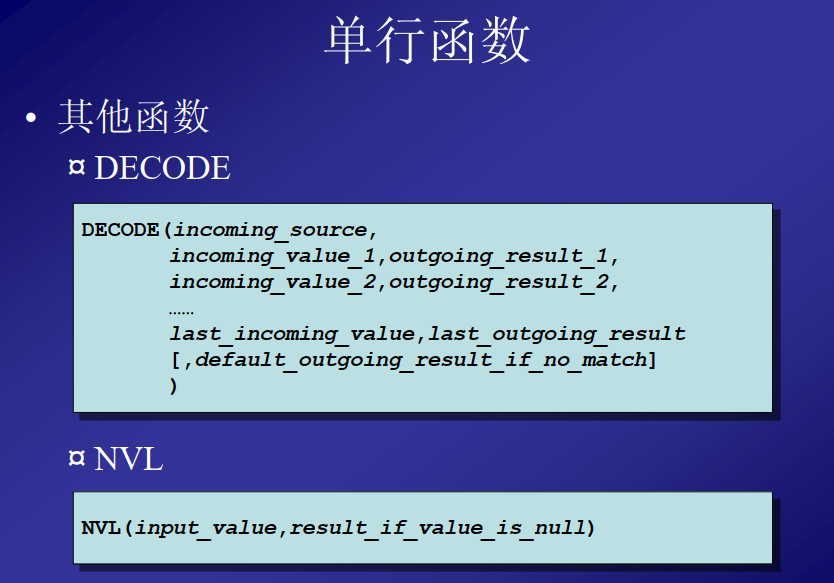 单行函数
• 其他函数
¤ DECODE
DECODE(incoming_source,
incoming_value_1,outgoing_result_1,
incoming_value_2,outgoing_result_2,
……
last_incoming_value,last_outgoing_result
[,default_outgoing_result_if_no_match]
)
¤ NVL
NVL(input_value,result_if_value_is_null)